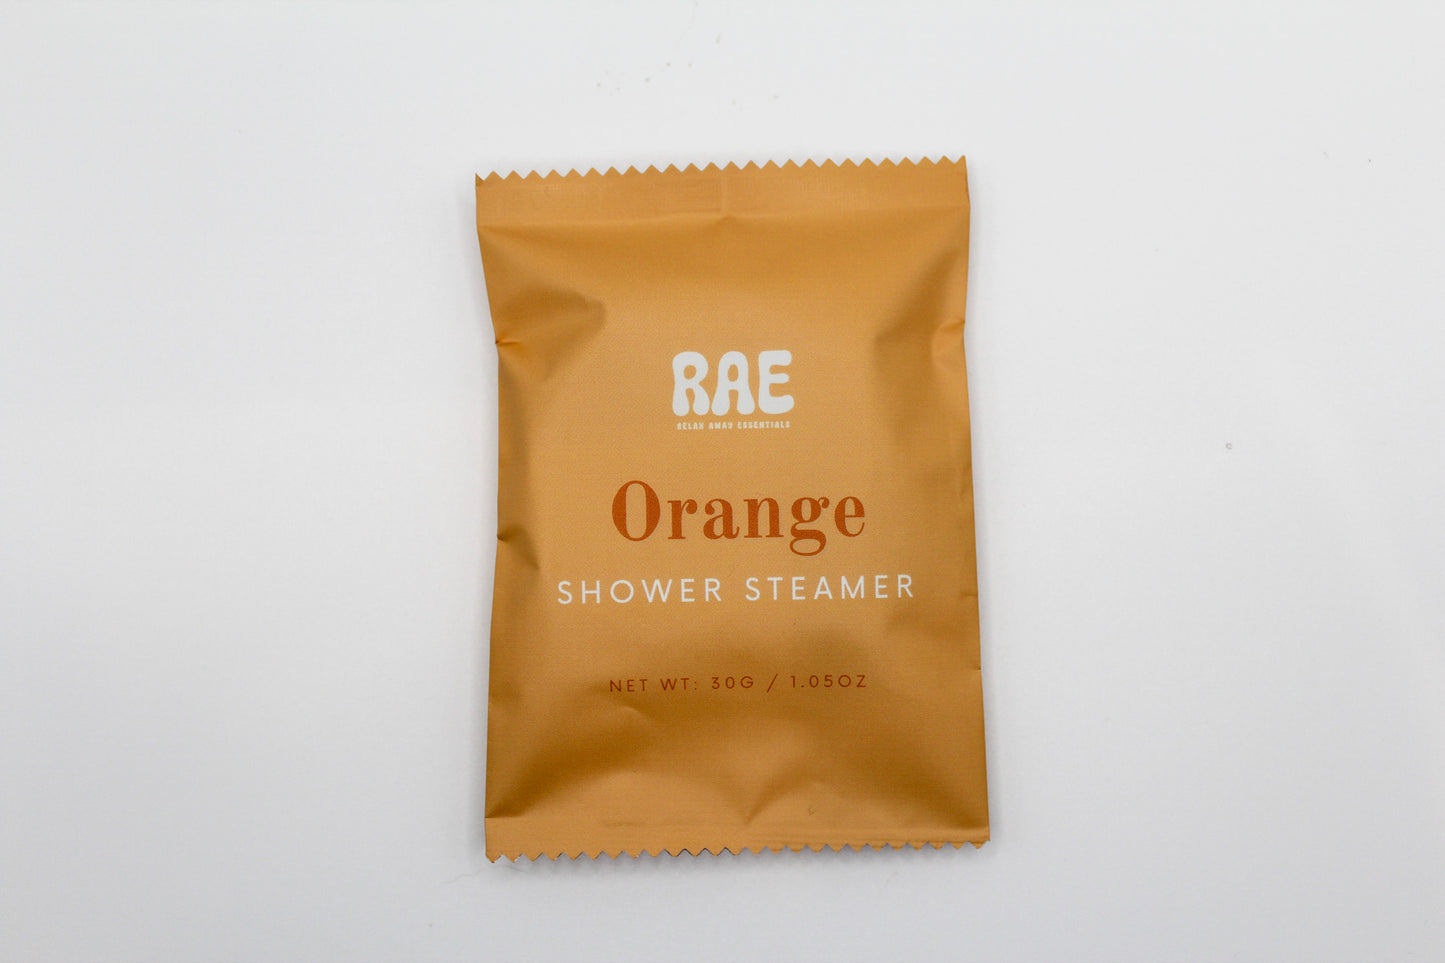 RAE
RELAX AWAY ESSENTIALS
Orange
SHOWER STEAMER
NET WT: 30G / 1.05OZ